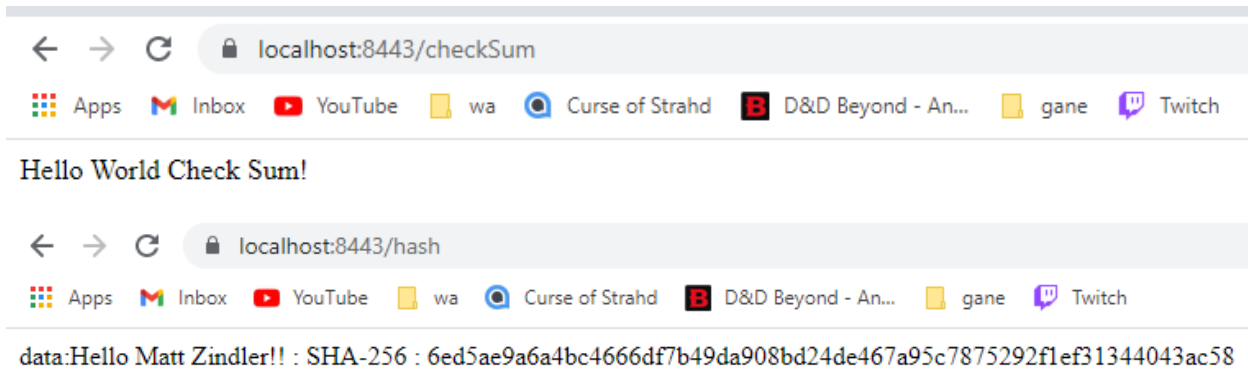 localhost:8443/checkSum
Apps Inbox YouTube wa Curse of Strahd B D&D Beyond - An... gane Twitch
Hello World Check Sum!
localhost:8443/hash
Apps Inbox YouTube wa Curse of Strahd B D&D Beyond - An... gane Twitch
data:Hello Matt Zindler!! : SHA-256 : 6ed5ae9a6a4bc4666df7b49da908bd24de467a95c7875292f1ef31344043ac58